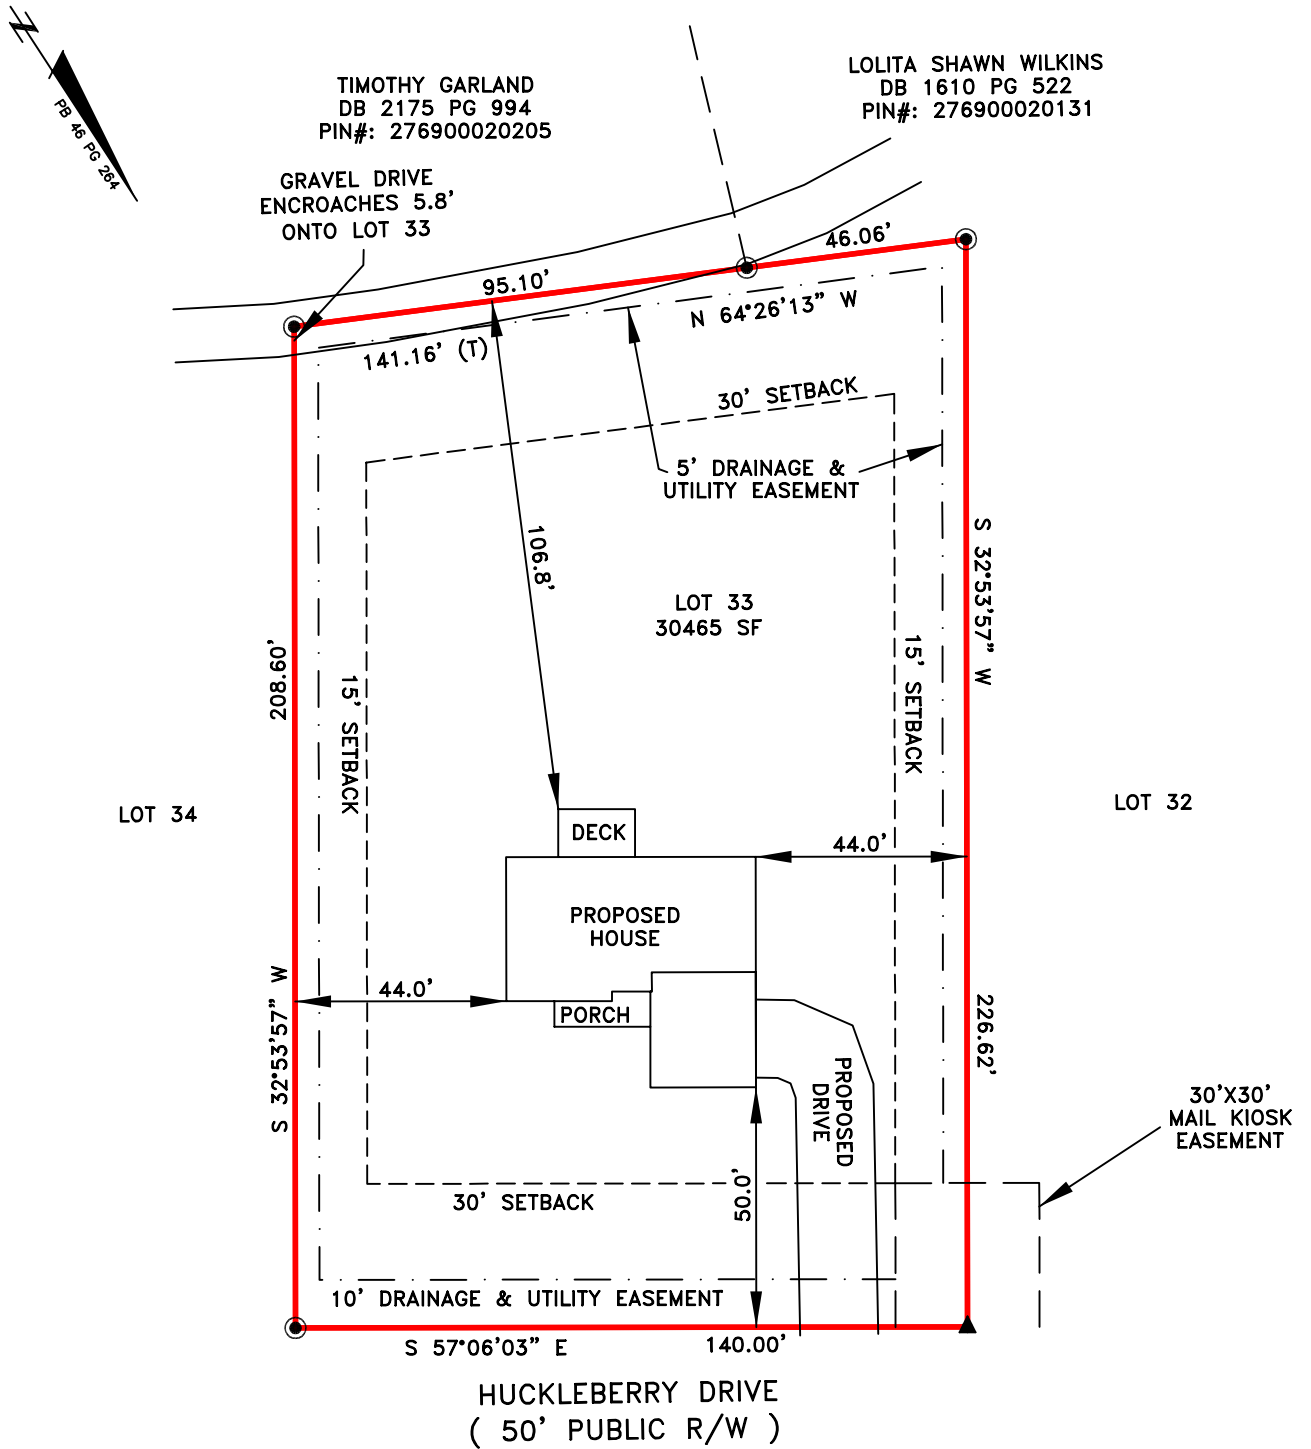 N
PB 46 PG 264
TIMOTHY GARLAND
DB 2175 PG 994
PIN#: 276900020205
LOLITA SHAWN WILKINS
DB 1610 PG 522
PIN#: 276900020131
GRAVEL DRIVE
ENCROACHES 5.8'
ONTO LOT 33
95.10'
46.06'
N 64°26'13" W
141.16' (T)
30' SETBACK
5' DRAINAGE &
UTILITY EASEMENT
106.8'
S 32°53'57" W
LOT 33
30465 SF
208.60'
15' SETBACK
15' SETBACK
LOT 34
LOT 32
DECK
44.0'
PROPOSED
HOUSE
44.0'
PORCH
S 32°53'57" W
226.62'
PROPOSED
DRIVE
30'X30'
MAIL KIOSK
EASEMENT
50.0'
30' SETBACK
10' DRAINAGE & UTILITY EASEMENT
S 57°06'03" E
140.00'
HUCKLEBERRY DRIVE
( 50' PUBLIC R/W )